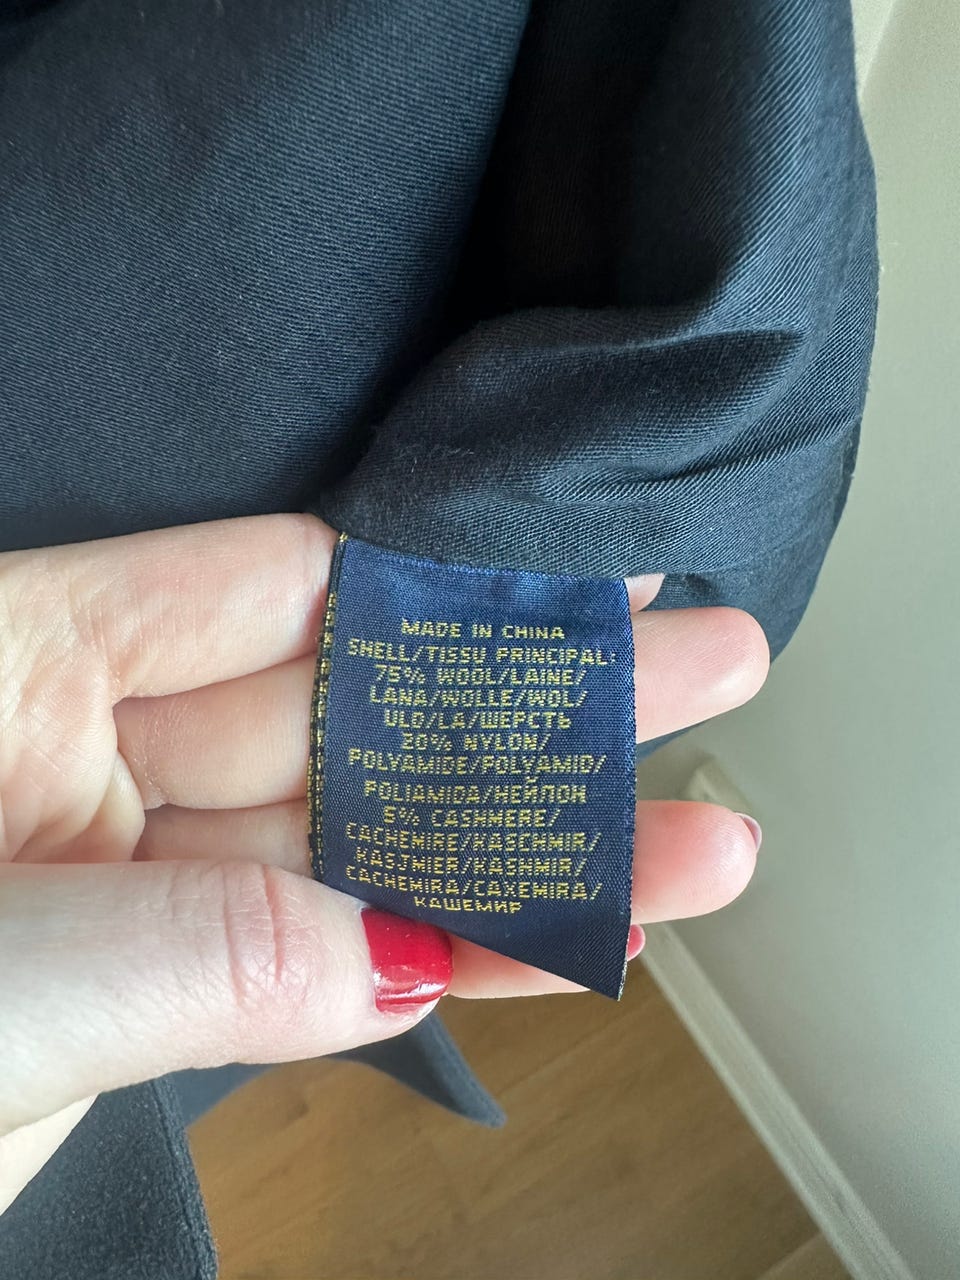 MADE IN CHINA
SHELL/TISSU PRINCIPAL:
75% WOOL/LAINE/
LANA/WOLLE/WOL/
ULD/LA/ШЕРСТЬ
20% NYLON/
POLYAMIDE/POLYAMID/
POLIAMIDA/НЕЙЛОН
5% CASHMERE/
CACHEMIRE/KASCHMIR/
KASJMIER/KASHMIR/
CACHEMIRA/CAXEMIRA/
КАШЕМИР